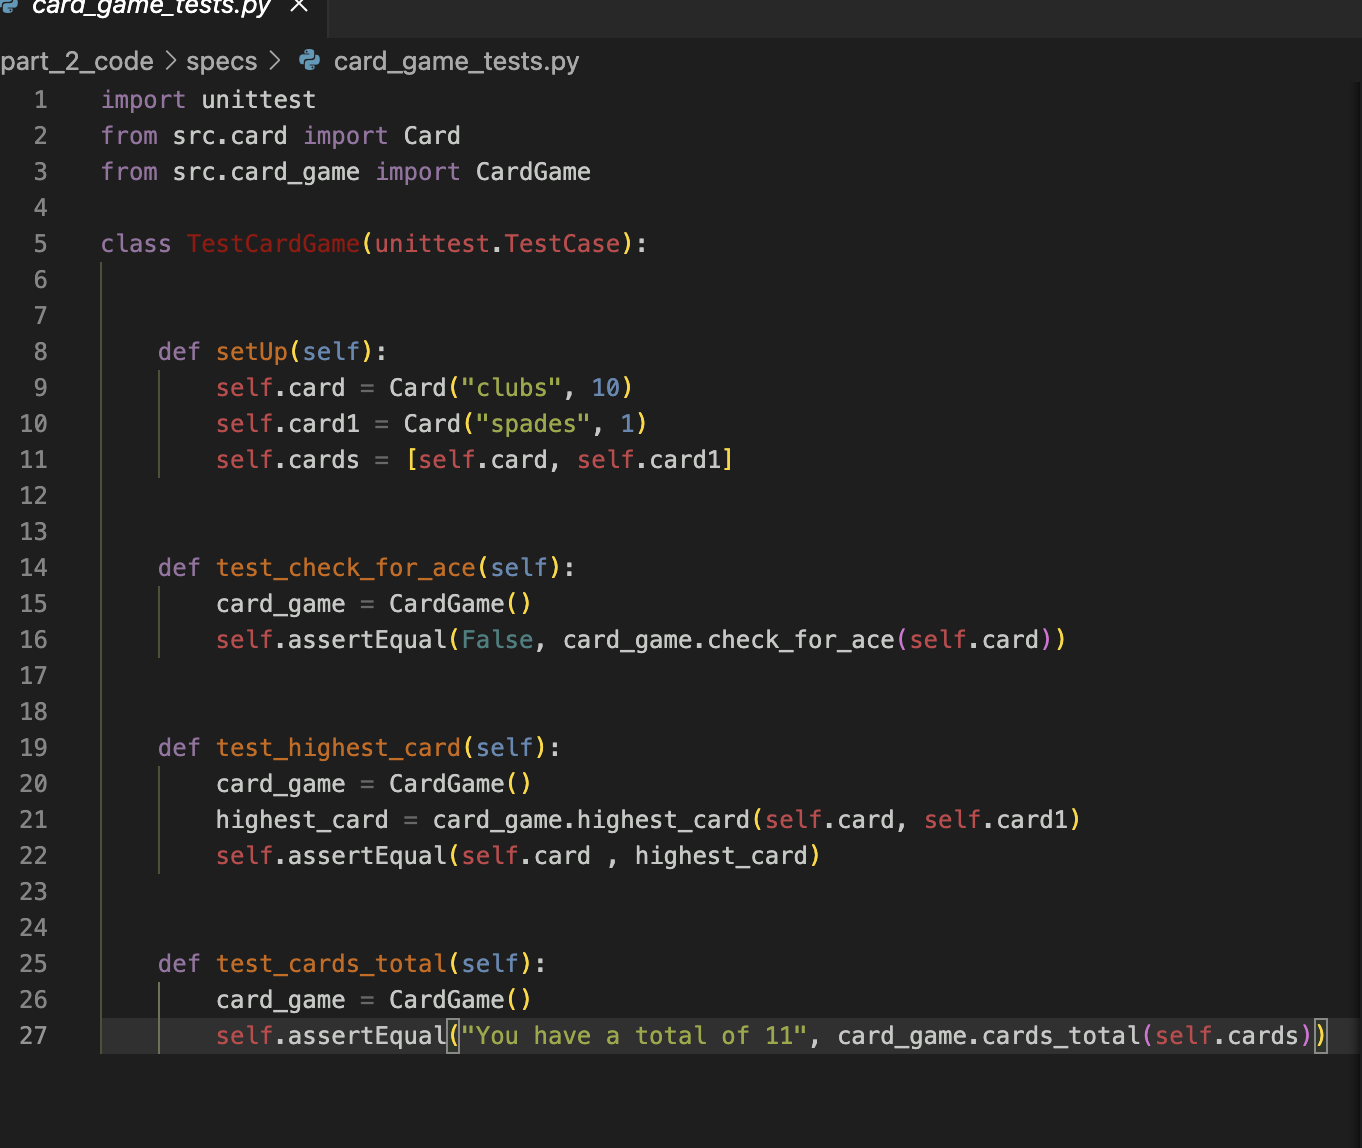 card_game_tests.py ×
part_2_code > specs > card_game_tests.py
1 import unittest
2 from src.card import Card
3 from src.card_game import CardGame
4
5 class TestCardGame(unittest.TestCase):
6
7
8     def setUp(self):
9         self.card = Card("clubs", 10)
10         self.card1 = Card("spades", 1)
11         self.cards = [self.card, self.card1]
12
13
14     def test_check_for_ace(self):
15         card_game = CardGame()
16         self.assertEqual(False, card_game.check_for_ace(self.card))
17
18
19     def test_highest_card(self):
20         card_game = CardGame()
21         highest_card = card_game.highest_card(self.card, self.card1)
22         self.assertEqual(self.card , highest_card)
23
24
25     def test_cards_total(self):
26         card_game = CardGame()
27         self.assertEqual("You have a total of 11", card_game.cards_total(self.cards))